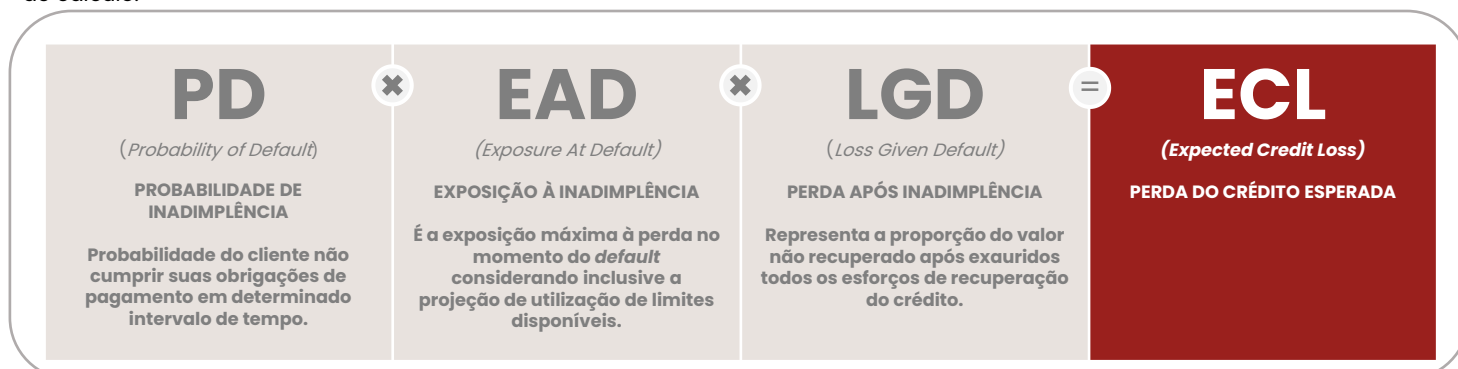 PD
(Probability of Default)
PROBABILIDADE DE
INADIMPLÊNCIA
Probabilidade do cliente não
cumprir suas obrigações de
pagamento em determinado
intervalo de tempo.
✖
EAD
(Exposure At Default)
EXPOSIÇÃO À INADIMPLÊNCIA
É a exposição máxima à perda no
momento do default
considerando inclusive a
projeção de utilização de limites
disponíveis.
✖
LGD
(Loss Given Default)
PERDA APÓS INADIMPLÊNCIA
Representa a proporção do valor
não recuperado após exauridos
todos os esforços de recuperação
do crédito.
=
ECL
(Expected Credit Loss)
PERDA DO CRÉDITO ESPERADA